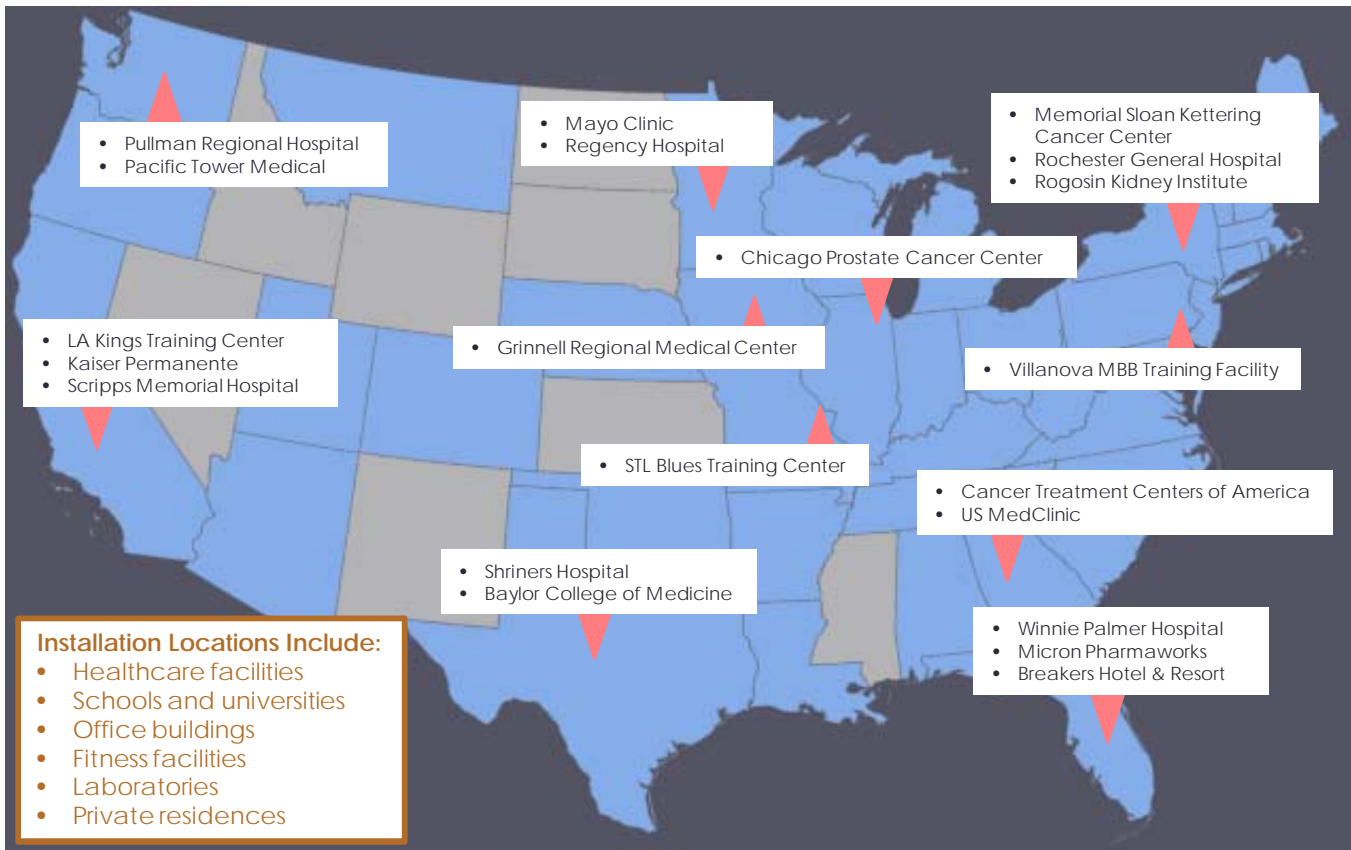 • Pullman Regional Hospital
• Pacific Tower Medical
• Mayo Clinic
• Regency Hospital
• Memorial Sloan Kettering
Cancer Center
• Rochester General Hospital
• Rogosin Kidney Institute
• Chicago Prostate Cancer Center
• LA Kings Training Center
• Kaiser Permanente
• Scripps Memorial Hospital
• Grinnell Regional Medical Center
• Villanova MBB Training Facility
• STL Blues Training Center
• Cancer Treatment Centers of America
• US MedClinic
• Shriners Hospital
• Baylor College of Medicine
• Winnie Palmer Hospital
• Micron Pharmaworks
• Breakers Hotel & Resort
Installation Locations Include:
• Healthcare facilities
• Schools and universities
• Office buildings
• Fitness facilities
• Laboratories
• Private residences